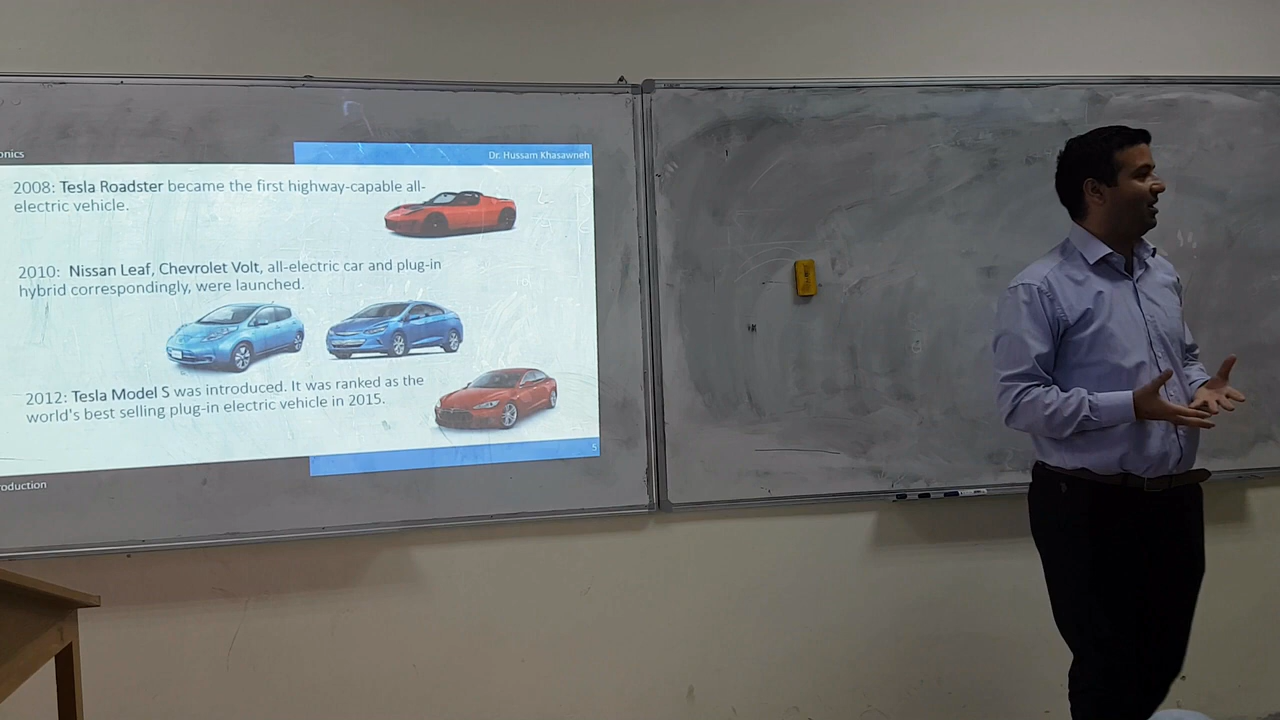 onics
Dr. Hussam Khasawneh
2008: Tesla Roadster became the first highway-capable all-
electric vehicle.
2010: Nissan Leaf, Chevrolet Volt, all-electric car and plug-in
hybrid correspondingly, were launched.
2012: Tesla Model S was introduced. It was ranked as the
world's best selling plug-in electric vehicle in 2015.
5
oduction